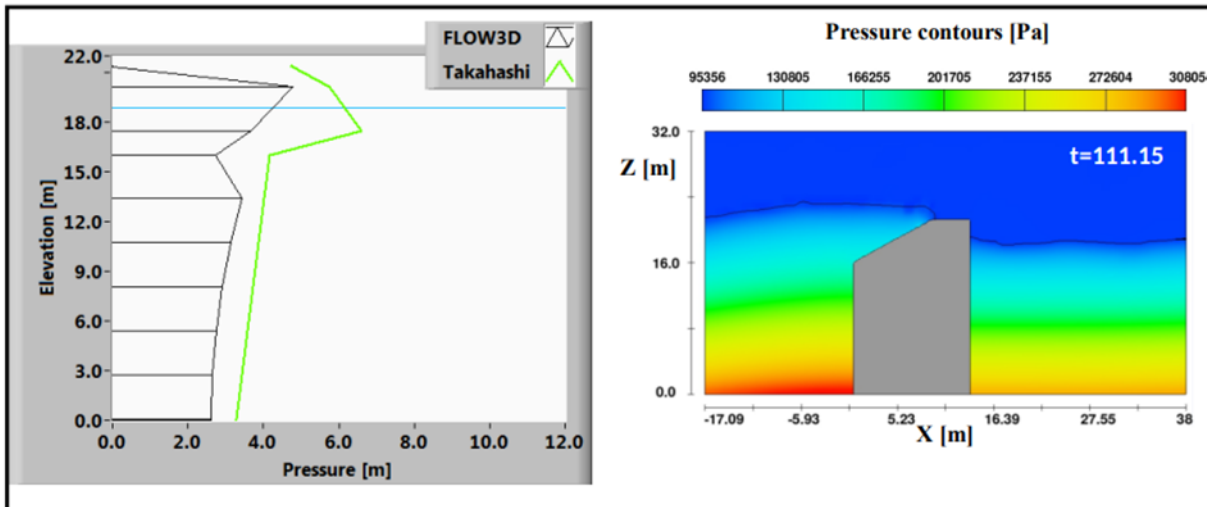 FLOW3D
Takahashi
22.0
18.0
15.0
12.0
9.0
6.0
3.0
0.0
Elevation [m]
0.0 2.0 4.0 6.0 8.0 10.0 12.0
Pressure [m]
Pressure contours [Pa]
95356 130805 166255 201705 237155 272604 308054
t=111.15
32.0
Z [m]
16.0
0.0
-17.09 -5.93 5.23 16.39 27.55 38
X [m]